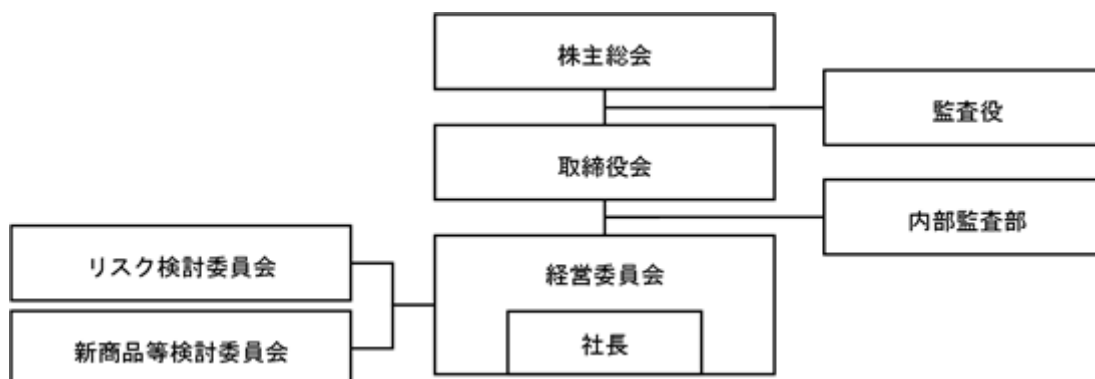 株主総会
監査役
取締役会
内部監査部
リスク検討委員会
経営委員会
新商品等検討委員会
社長